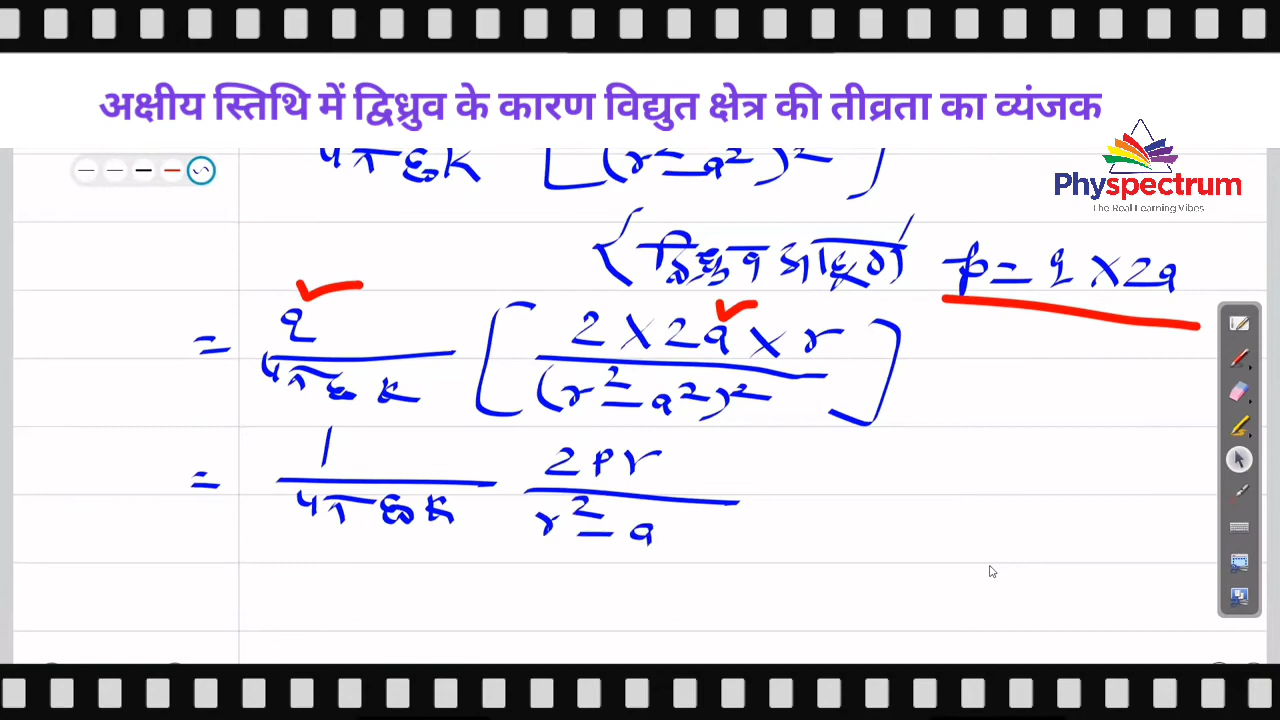 अक्षीय स्तिथि में द्विध्रुव के कारण विद्युत क्षेत्र की तीव्रता का व्यंजक
Physpectrum
The Real Learning Vibes
4πε₀K [(r²-a²)²]
{द्विध्रुव आघूर्ण p = q × 2a
= q/4πε₀K [2 × 2a × r/(r²-a²)²]
= 1/4πε₀K 2pr/r²-a